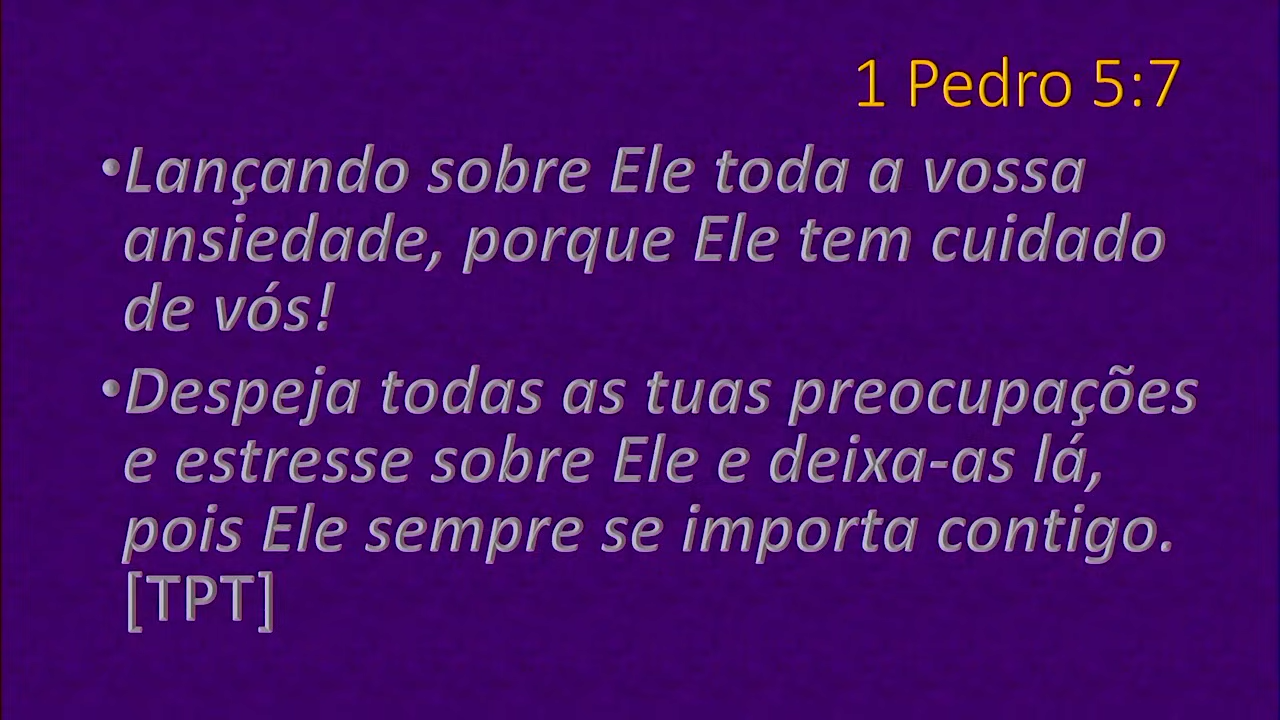 1 Pedro 5:7
•Lançando sobre Ele toda a vossa
ansiedade, porque Ele tem cuidado
de vós!
•Despeja todas as tuas preocupações
e estresse sobre Ele e deixa-as lá,
pois Ele sempre se importa contigo.
[TPT]